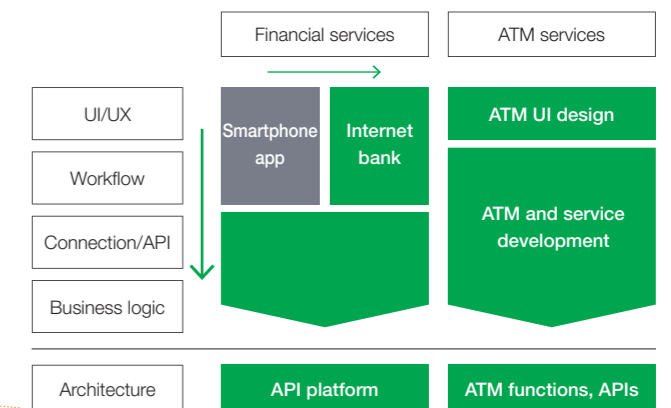 Financial services
ATM services
UI/UX
Smartphone
app
Internet
bank
ATM UI design
Workflow
ATM and service
development
Connection/API
Business logic
Architecture
API platform
ATM functions, APIs